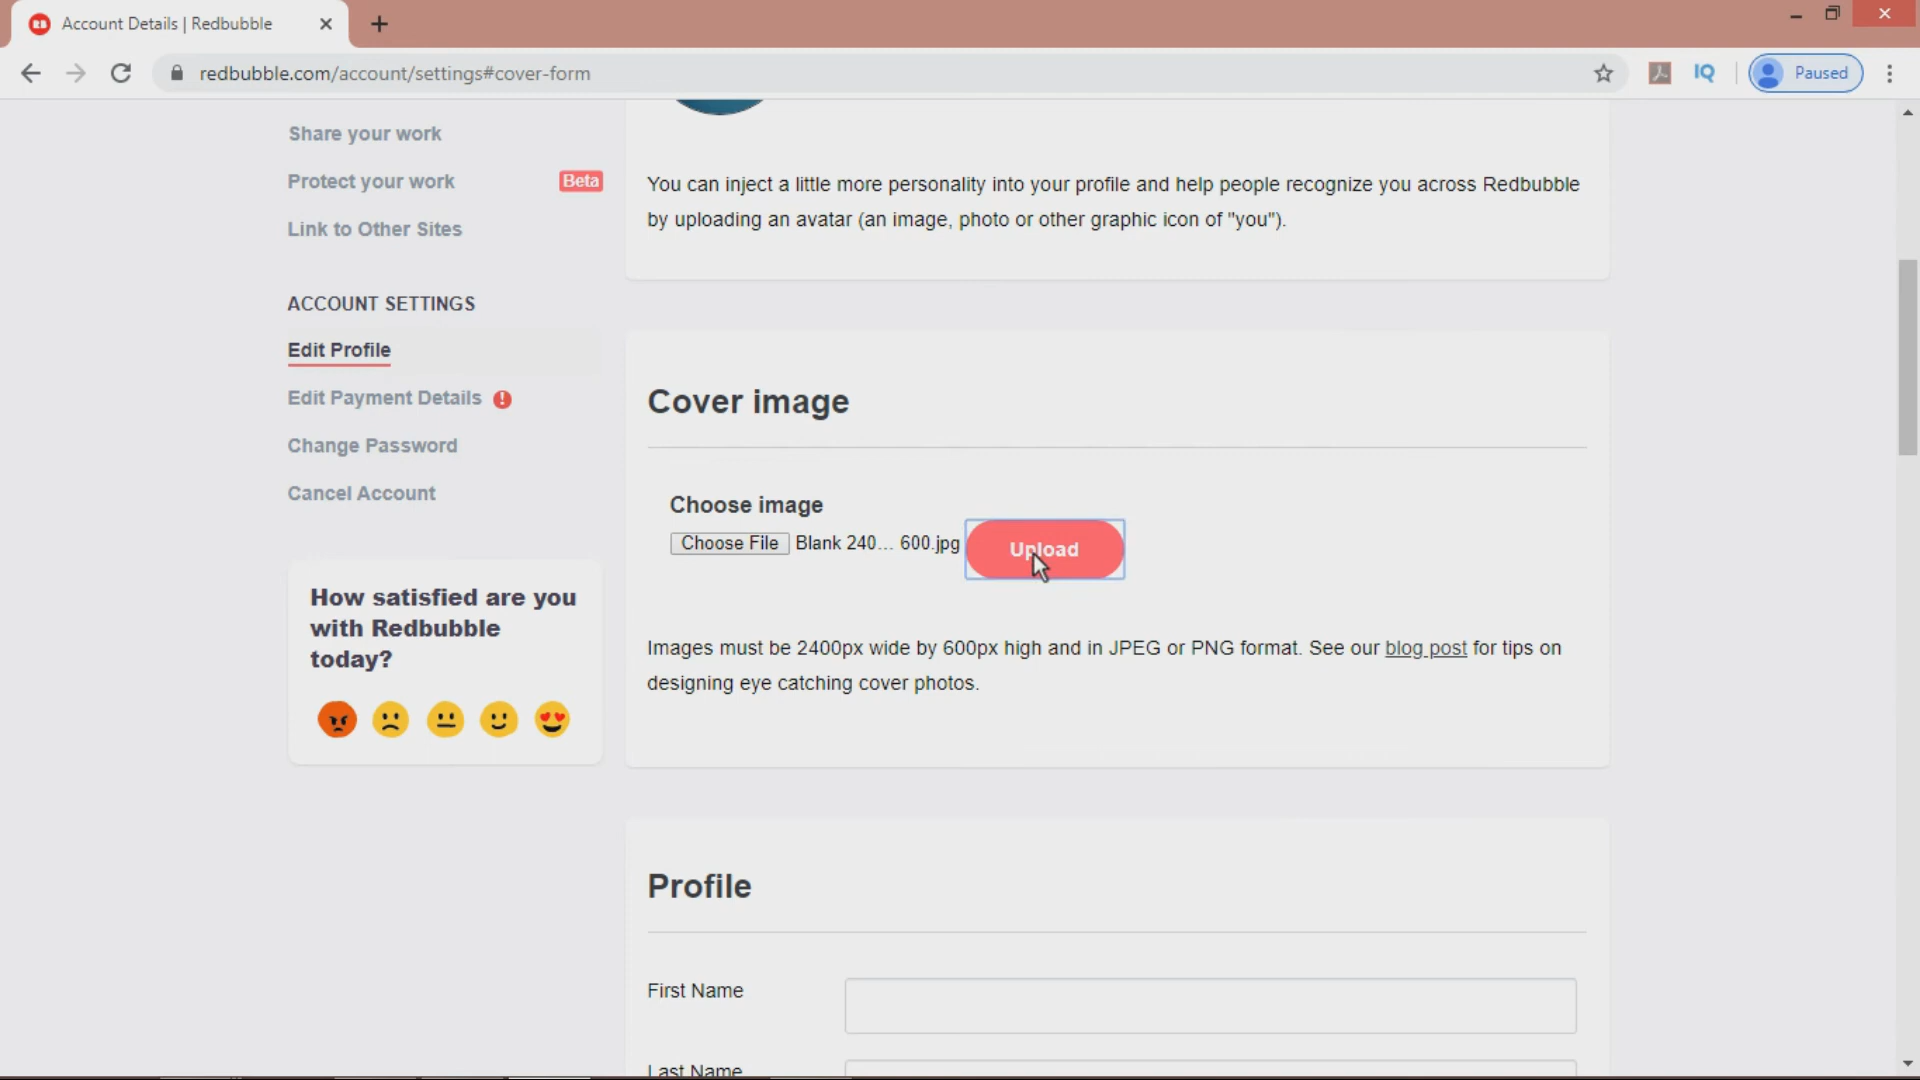 Account Details | Redbubble
redbubble.com/account/settings#cover-form
IQ
Paused
Share your work
Protect your work
Beta
Link to Other Sites
ACCOUNT SETTINGS
Edit Profile
Edit Payment Details
Change Password
Cancel Account
How satisfied are you
with Redbubble
today?
You can inject a little more personality into your profile and help people recognize you across Redbubble
by uploading an avatar (an image, photo or other graphic icon of "you").
Cover image
Choose image
Choose File Blank 240... 600.jpg
Upload
Images must be 2400px wide by 600px high and in JPEG or PNG format. See our blog post for tips on
designing eye catching cover photos.
Profile
First Name
Last Name